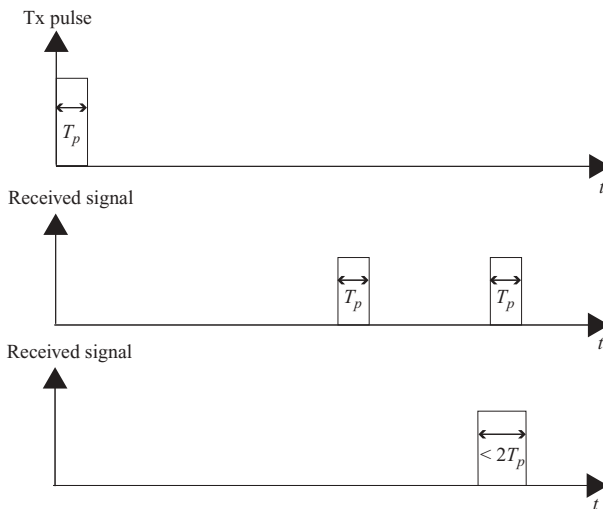 Tx pulse
T_p
t
Received signal
T_p T_p
t
Received signal
< 2T_p
t